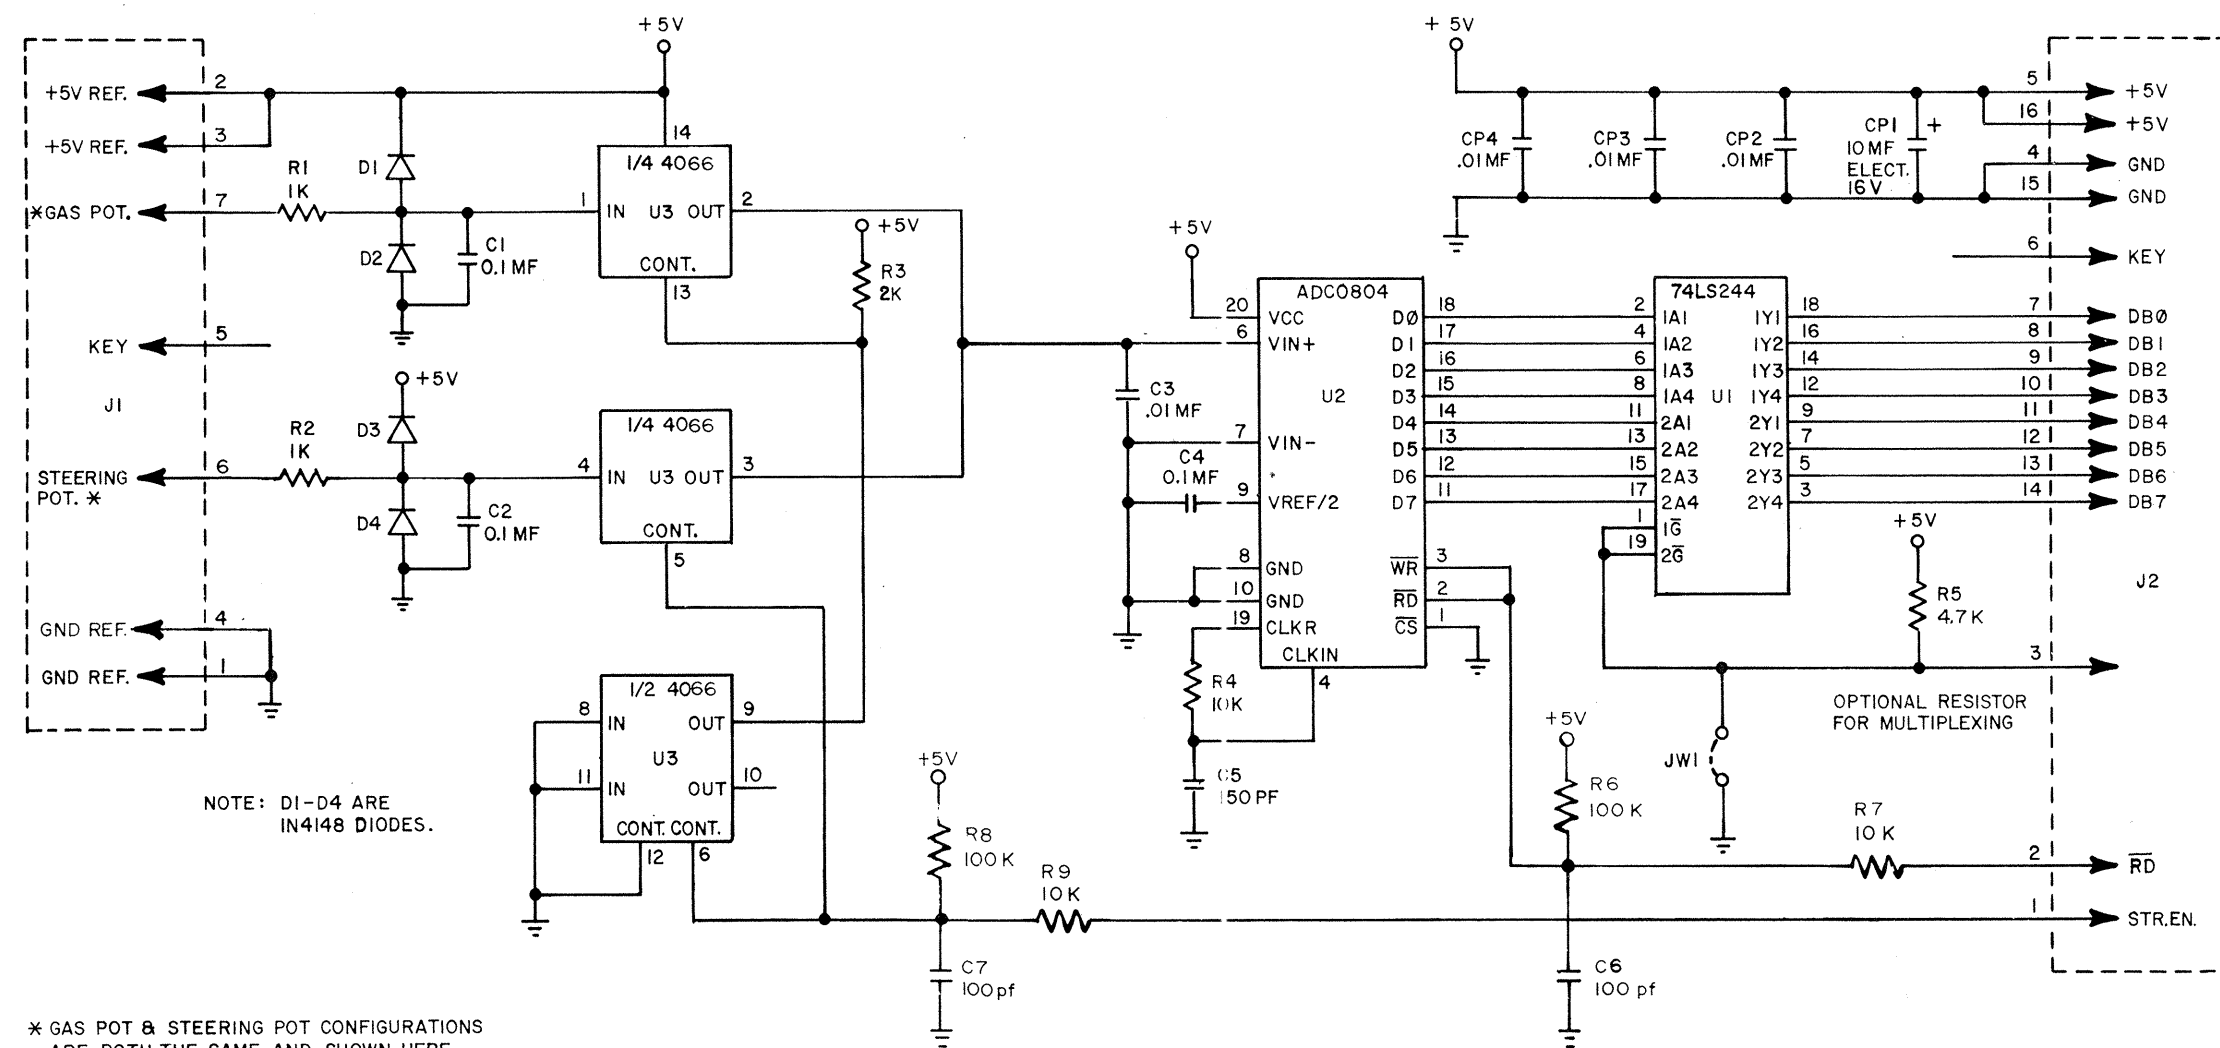 +5V
+5V REF.
2
+5V REF.
3
14
1/4 4066
R1
1K
D1
*GAS POT.
7
1
IN U3 OUT
2
D2
C1
0.1MF
CONT.
13
+5V
R3
2K
KEY
5
J1
+5V
D3
R2
1K
1/4 4066
STEERING
POT. *
6
4
IN U3 OUT
3
D4
C2
0.1MF
CONT.
5
GND REF.
4
GND REF.
1
1/2 4066
8
IN OUT
9
U3
11
IN OUT
10
CONT. CONT.
12
6
NOTE: D1-D4 ARE
IN4148 DIODES.
+5V
R8
100K
R9
10K
C7
100pf
* GAS POT & STEERING POT CONFIGURATIONS
ARE BOTH THE SAME AND SHOWN HERE
+5V
ADC0804
20
VCC
6
VIN+
U2
C3
.01MF
7
VIN-
C4
0.1MF
9
VREF/2
8
GND
10
GND
19
CLKR
CLKIN
4
R4
10K
C5
150PF
DØ
18
D1
17
D2
16
D3
15
D4
14
D5
13
D6
12
D7
11
WR
3
RD
2
CS
1
74LS244
U1
2
1A1
4
1A2
6
1A3
8
1A4
11
2A1
13
2A2
15
2A3
17
2A4
1
1G
19
2G
1Y1
18
1Y2
16
1Y3
14
1Y4
12
2Y1
9
2Y2
7
2Y3
5
2Y4
3
+5V
CP4
.01MF
CP3
.01MF
CP2
.01MF
CP1 +
10MF
ELECT.
16V
5
+5V
16
+5V
4
GND
15
GND
6
KEY
7
DBØ
8
DB1
9
DB2
10
DB3
11
DB4
12
DB5
13
DB6
14
DB7
J2
+5V
R5
4.7K
3
OPTIONAL RESISTOR
FOR MULTIPLEXING
JW1
+5V
R6
100K
R7
10K
2
RD
1
STR.EN.
C6
100pf